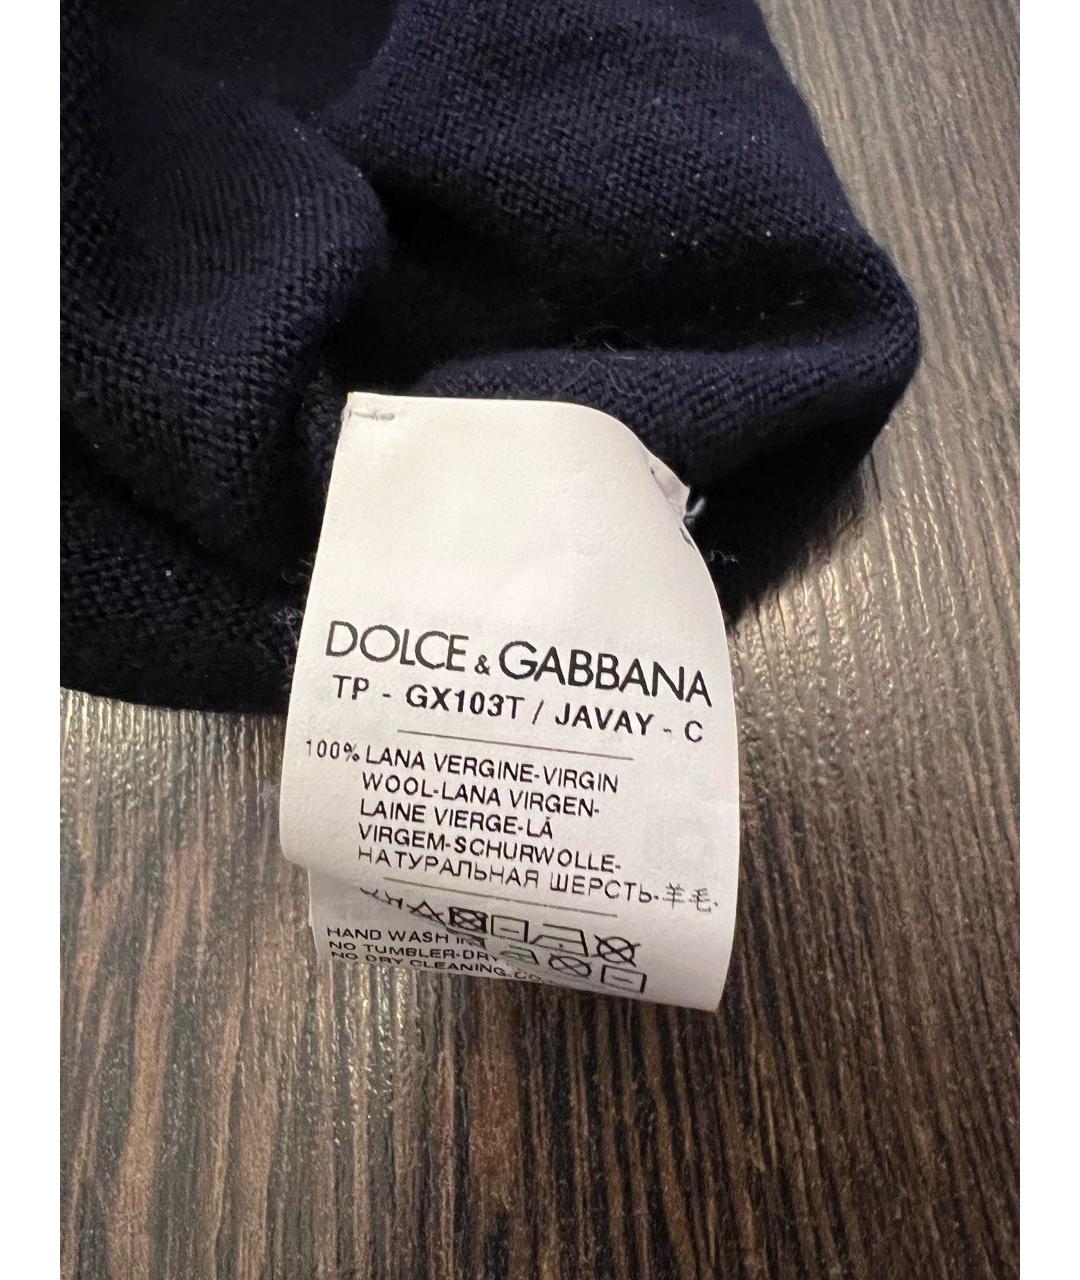 DOLCE & GABBANA
TP - GX103T / JAVAY - C
100% LANA VERGINE-VIRGIN
WOOL-LANA VIRGEN-
LAINE VIERGE-LÀ
VIRGEM-SCHURWOLLE-
НАТУРАЛЬНАЯ ШЕРСТЬ-羊毛.
HAND WASH
NO TUMBLER-DRY
NO DRY CLEANING